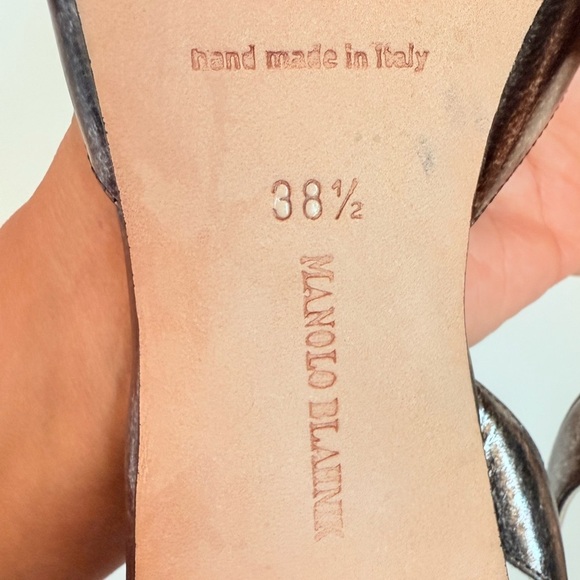 hand made in Italy
38½
MANOLO BLAHNIK